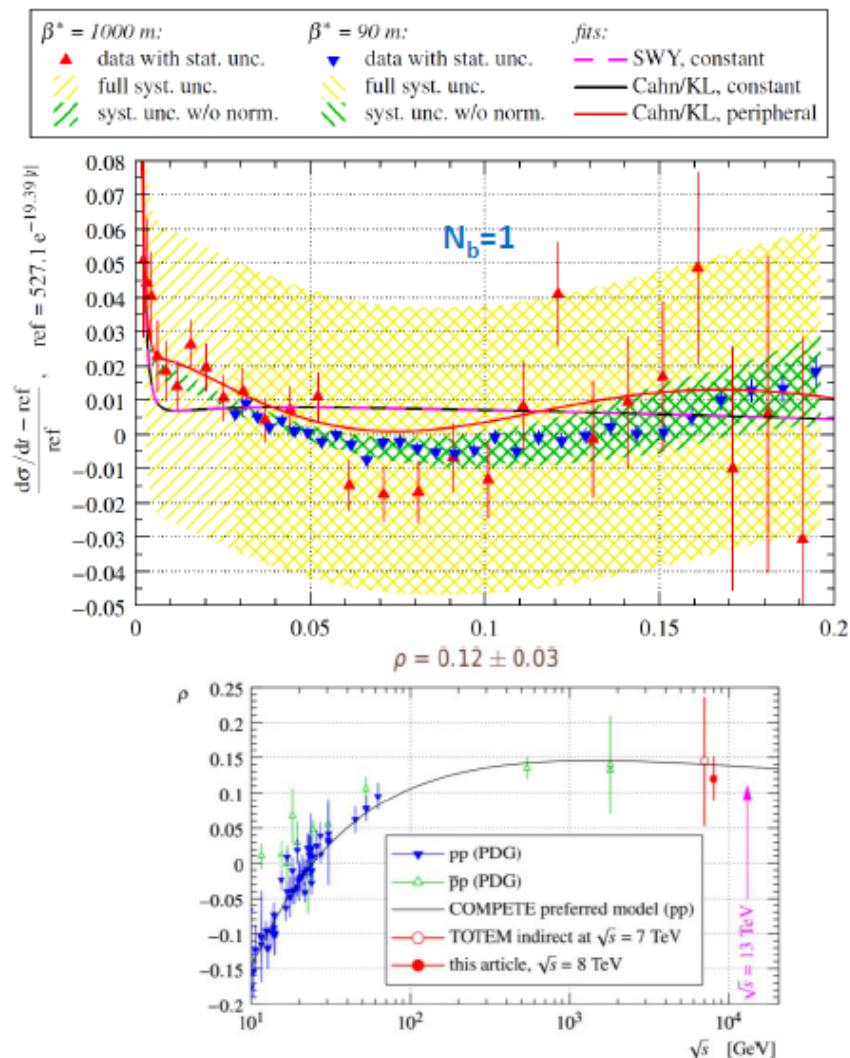 β* = 1000 m: β* = 90 m: fits:
data with stat. unc. data with stat. unc. SWY, constant
full syst. unc. full syst. unc. Cahn/KL, constant
syst. unc. w/o norm. syst. unc. w/o norm. Cahn/KL, peripheral
dσ/dt − ref / ref , ref = 527.1 e^{−19.39 |t|}
0.08
0.07
0.06
0.05
0.04
0.03
0.02
0.01
0
−0.01
−0.02
−0.03
−0.04
−0.05
N_b=1
0 0.05 0.1 0.15 0.2
ρ = 0.12 ± 0.03
ρ
0.25
0.2
0.15
0.1
0.05
0
−0.05
−0.1
−0.15
−0.2
pp (PDG)
p̄p (PDG)
COMPETE preferred model (pp)
TOTEM indirect at √s = 7 TeV
this article, √s = 8 TeV
√s = 13 TeV
10¹ 10² 10³ 10⁴
√s [GeV]